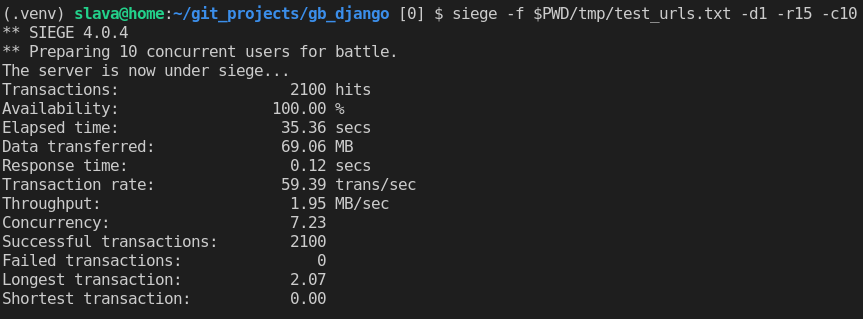 (.venv) slava@home:~/git_projects/gb_django [0] $ siege -f $PWD/tmp/test_urls.txt -d1 -r15 -c10
** SIEGE 4.0.4
** Preparing 10 concurrent users for battle.
The server is now under siege...
Transactions: 2100 hits
Availability: 100.00 %
Elapsed time: 35.36 secs
Data transferred: 69.06 MB
Response time: 0.12 secs
Transaction rate: 59.39 trans/sec
Throughput: 1.95 MB/sec
Concurrency: 7.23
Successful transactions: 2100
Failed transactions: 0
Longest transaction: 2.07
Shortest transaction: 0.00